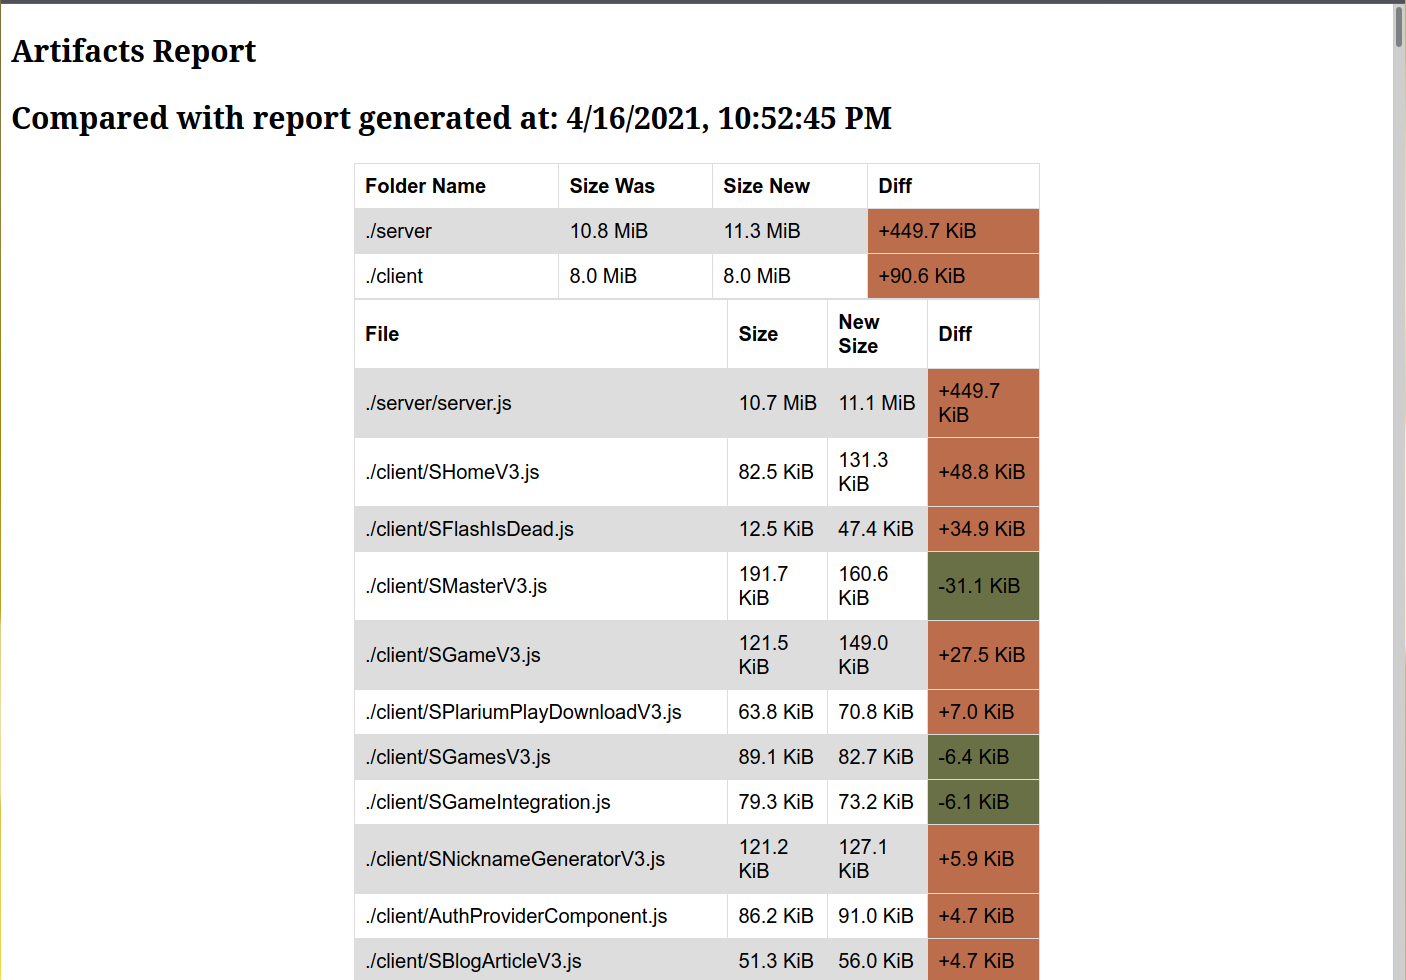 Artifacts Report
Compared with report generated at: 4/16/2021, 10:52:45 PM
Folder Name Size Was Size New Diff
./server 10.8 MiB 11.3 MiB +449.7 KiB
./client 8.0 MiB 8.0 MiB +90.6 KiB
File Size New Size Diff
./server/server.js 10.7 MiB 11.1 MiB +449.7 KiB
./client/SHomeV3.js 82.5 KiB 131.3 KiB +48.8 KiB
./client/SFlashIsDead.js 12.5 KiB 47.4 KiB +34.9 KiB
./client/SMasterV3.js 191.7 KiB 160.6 KiB -31.1 KiB
./client/SGameV3.js 121.5 KiB 149.0 KiB +27.5 KiB
./client/SPlariumPlayDownloadV3.js 63.8 KiB 70.8 KiB +7.0 KiB
./client/SGamesV3.js 89.1 KiB 82.7 KiB -6.4 KiB
./client/SGameIntegration.js 79.3 KiB 73.2 KiB -6.1 KiB
./client/SNicknameGeneratorV3.js 121.2 KiB 127.1 KiB +5.9 KiB
./client/AuthProviderComponent.js 86.2 KiB 91.0 KiB +4.7 KiB
./client/SBlogArticleV3.js 51.3 KiB 56.0 KiB +4.7 KiB